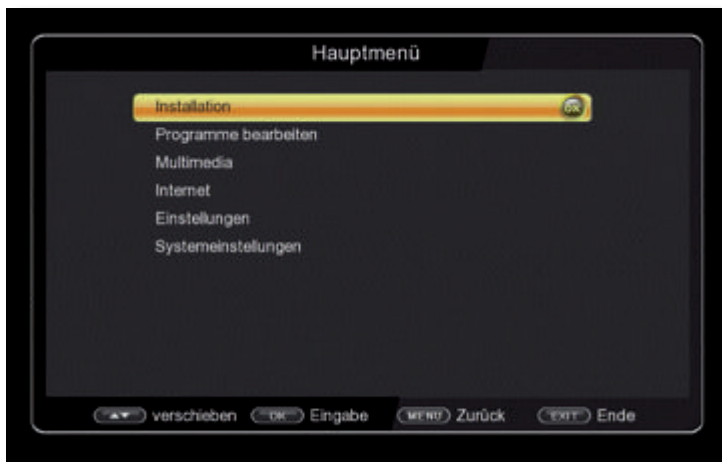 Hauptmenü
Installation OK
Programme bearbeiten
Multimedia
Internet
Einstellungen
Systemeinstellungen
▲▼ verschieben OK Eingabe MENU Zurück EXIT Ende